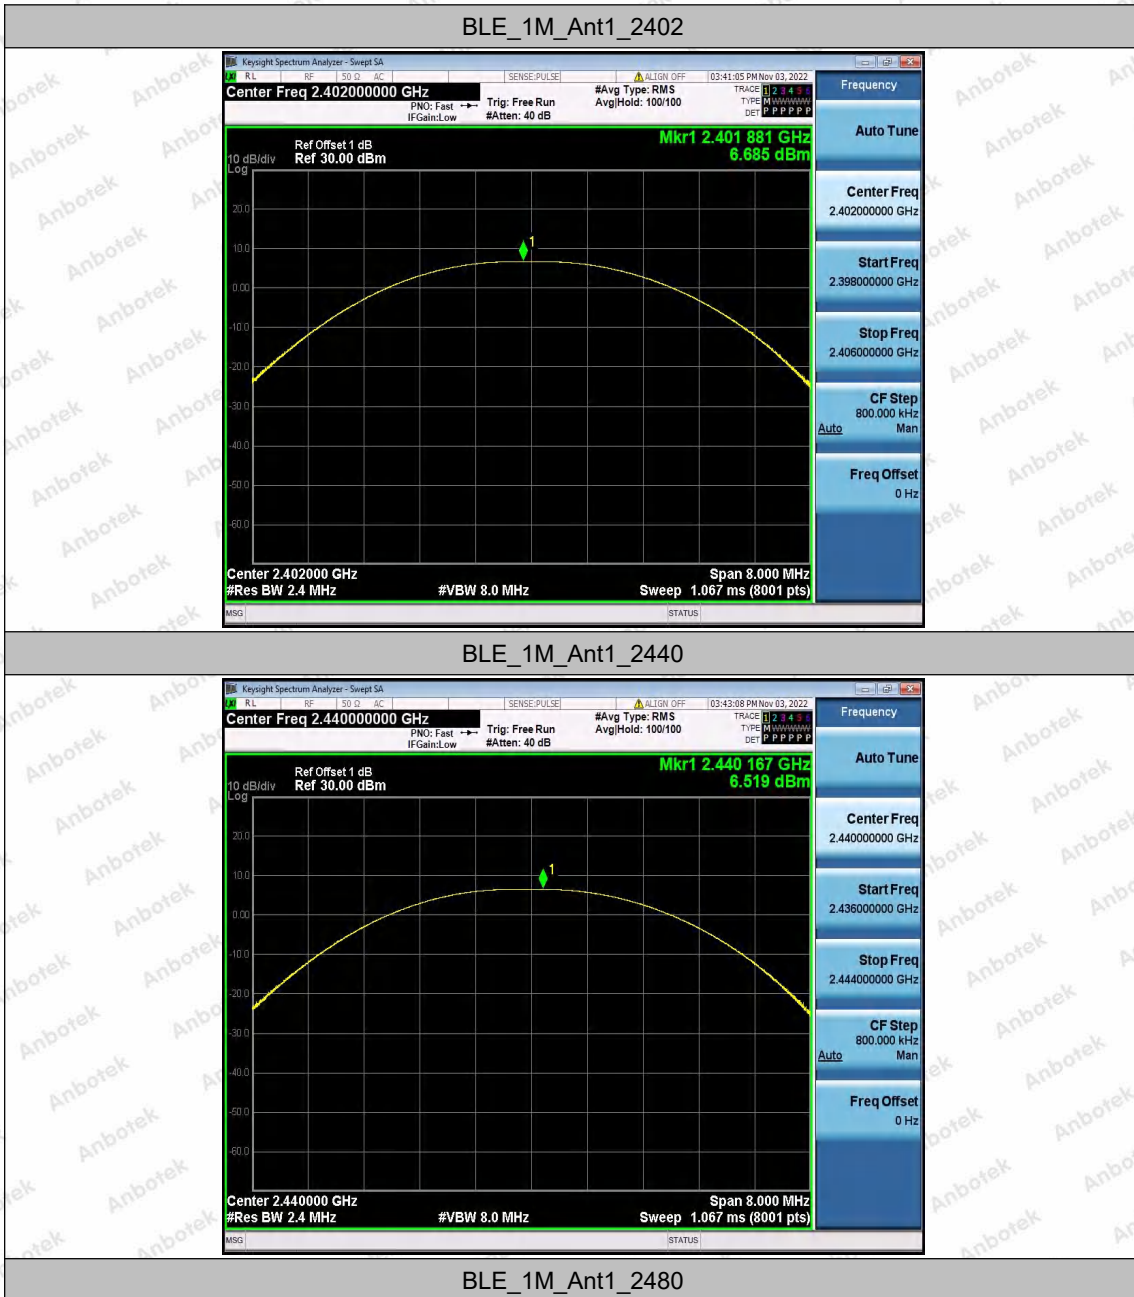 BLE_1M_Ant1_2402
Keysight Spectrum Analyzer - Swept SA
LXI RL RF 50 Ω AC SENSE:PULSE ALIGN OFF 03:41:05 PM Nov 03, 2022
Center Freq 2.402000000 GHz #Avg Type: RMS TRACE 1 2 3 4 5 6
PNO: Fast Trig: Free Run Avg|Hold: 100/100 TYPE M WWWWW
IFGain:Low #Atten: 40 dB DET P P P P P P
Frequency
Auto Tune
Mkr1 2.401 881 GHz
6.685 dBm
Ref Offset 1 dB
10 dB/div Ref 30.00 dBm
Log
20.0
10.0
0.00
-10.0
-20.0
-30.0
-40.0
-50.0
-60.0
1
Center Freq
2.402000000 GHz
Start Freq
2.398000000 GHz
Stop Freq
2.406000000 GHz
CF Step
800.000 kHz
Auto Man
Freq Offset
0 Hz
Center 2.402000 GHz Span 8.000 MHz
#Res BW 2.4 MHz #VBW 8.0 MHz Sweep 1.067 ms (8001 pts)
MSG STATUS
BLE_1M_Ant1_2440
Keysight Spectrum Analyzer - Swept SA
LXI RL RF 50 Ω AC SENSE:PULSE ALIGN OFF 03:43:08 PM Nov 03, 2022
Center Freq 2.440000000 GHz #Avg Type: RMS TRACE 1 2 3 4 5 6
PNO: Fast Trig: Free Run Avg|Hold: 100/100 TYPE M WWWWW
IFGain:Low #Atten: 40 dB DET P P P P P P
Frequency
Auto Tune
Mkr1 2.440 167 GHz
6.519 dBm
Ref Offset 1 dB
10 dB/div Ref 30.00 dBm
Log
20.0
10.0
0.00
-10.0
-20.0
-30.0
-40.0
-50.0
-60.0
1
Center Freq
2.440000000 GHz
Start Freq
2.436000000 GHz
Stop Freq
2.444000000 GHz
CF Step
800.000 kHz
Auto Man
Freq Offset
0 Hz
Center 2.440000 GHz Span 8.000 MHz
#Res BW 2.4 MHz #VBW 8.0 MHz Sweep 1.067 ms (8001 pts)
MSG STATUS
BLE_1M_Ant1_2480